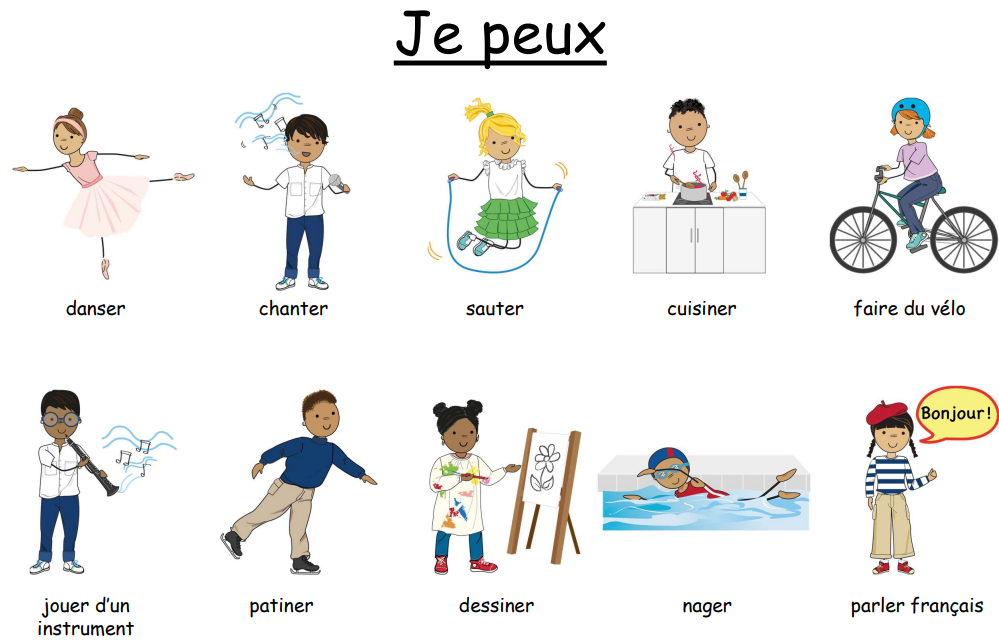 Je peux
danser
chanter
sauter
cuisiner
faire du vélo
Bonjour!
jouer d'un
instrument
patiner
dessiner
nager
parler français